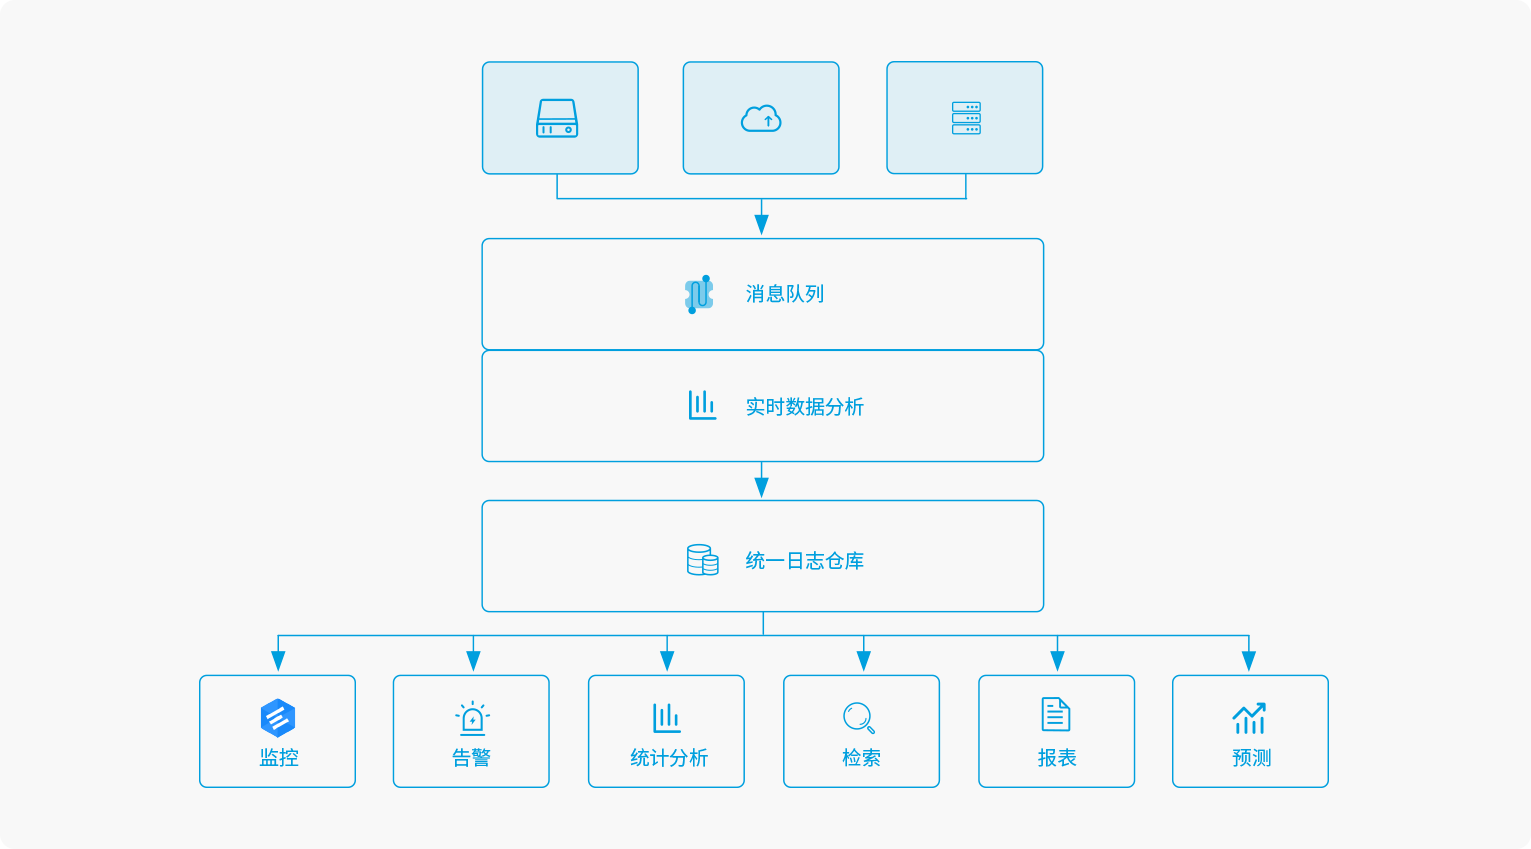 消息队列
实时数据分析
统一日志仓库
监控
告警
统计分析
检索
报表
预测